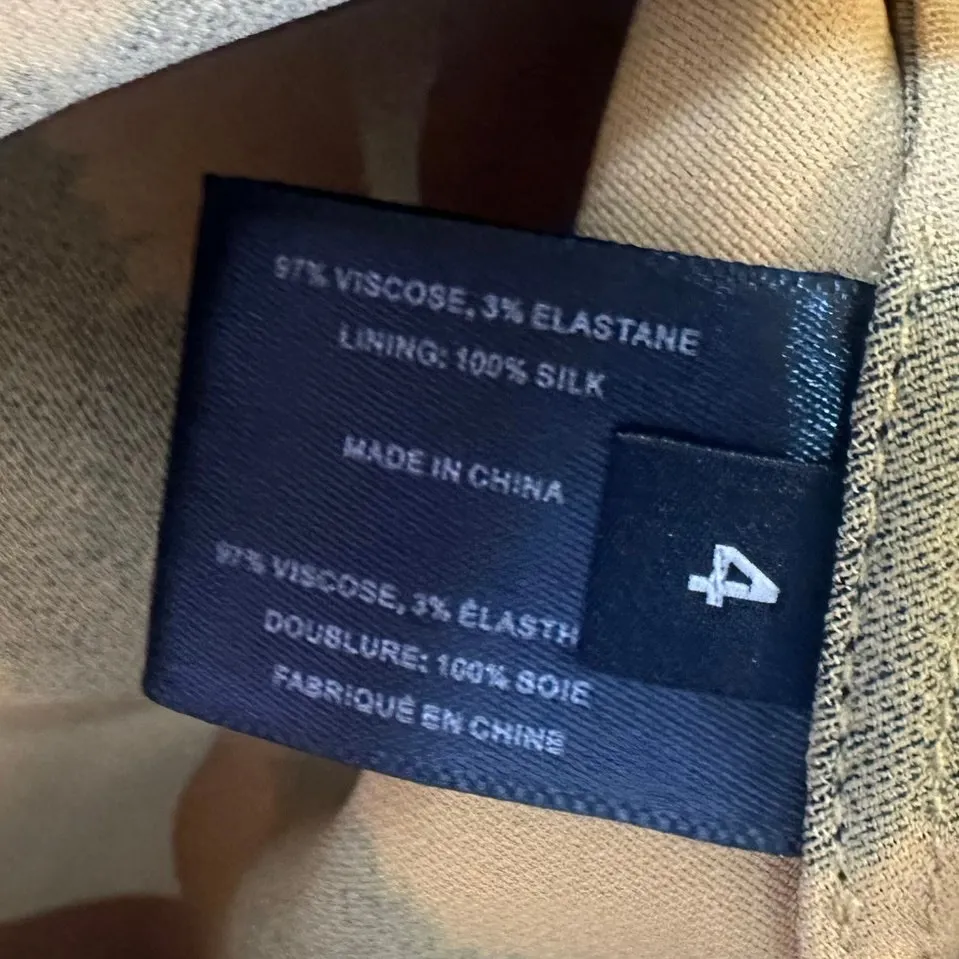 97% VISCOSE, 3% ELASTANE
LINING: 100% SILK
MADE IN CHINA
4
97% VISCOSE, 3% ÉLASTH
DOUBLURE: 100% SOIE
FABRIQUÉ EN CHINE